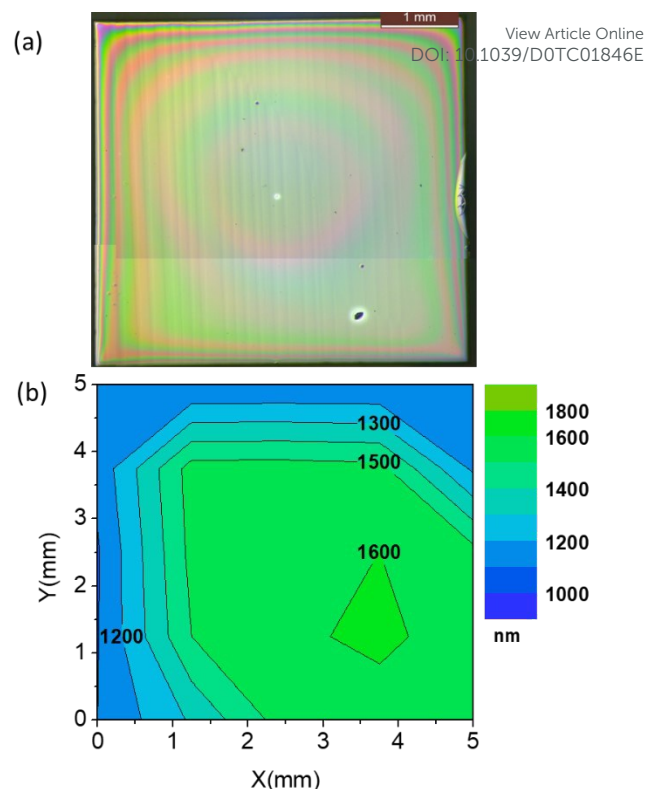 (a)
1 mm
View Article Online
DOI: 10.1039/D0TC01846E
(b)
5
4
3
2
1
0
Y(mm)
1300
1500
1600
1200
0 1 2 3 4 5
X(mm)
1800
1600
1400
1200
1000
nm